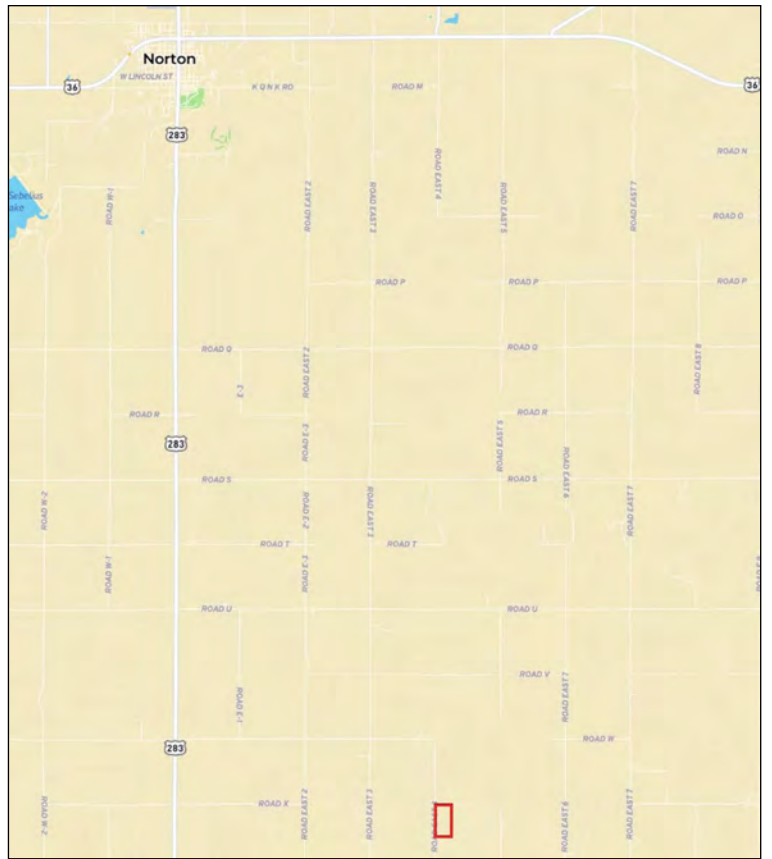 Norton
W LINCOLN ST
36
K Q N K RD
ROAD M
36
283
ROAD N
Sebelius
ake
ROAD W-1
ROAD EAST 2
ROAD EAST 3
ROAD EAST 4
ROAD EAST 5
ROAD EAST 7
ROAD O
ROAD P
ROAD P
ROAD P
ROAD Q
ROAD EAST 2
ROAD Q
ROAD EAST 8
E-3
ROAD R
ROAD R
283
ROAD E-3
ROAD EAST 5
ROAD S
ROAD S
ROAD EAST 6
ROAD W-2
ROAD E-2
ROAD EAST 3
ROAD EAST 7
ROAD T
ROAD T
ROAD W-1
ROAD E-3
ROAD U
ROAD U
ROAD V
ROAD E-1
ROAD EAST 7
ROAD W
283
ROAD X
ROAD W-2
ROAD EAST 2
ROAD EAST 3
ROAD EAST 6
ROAD EAST 7